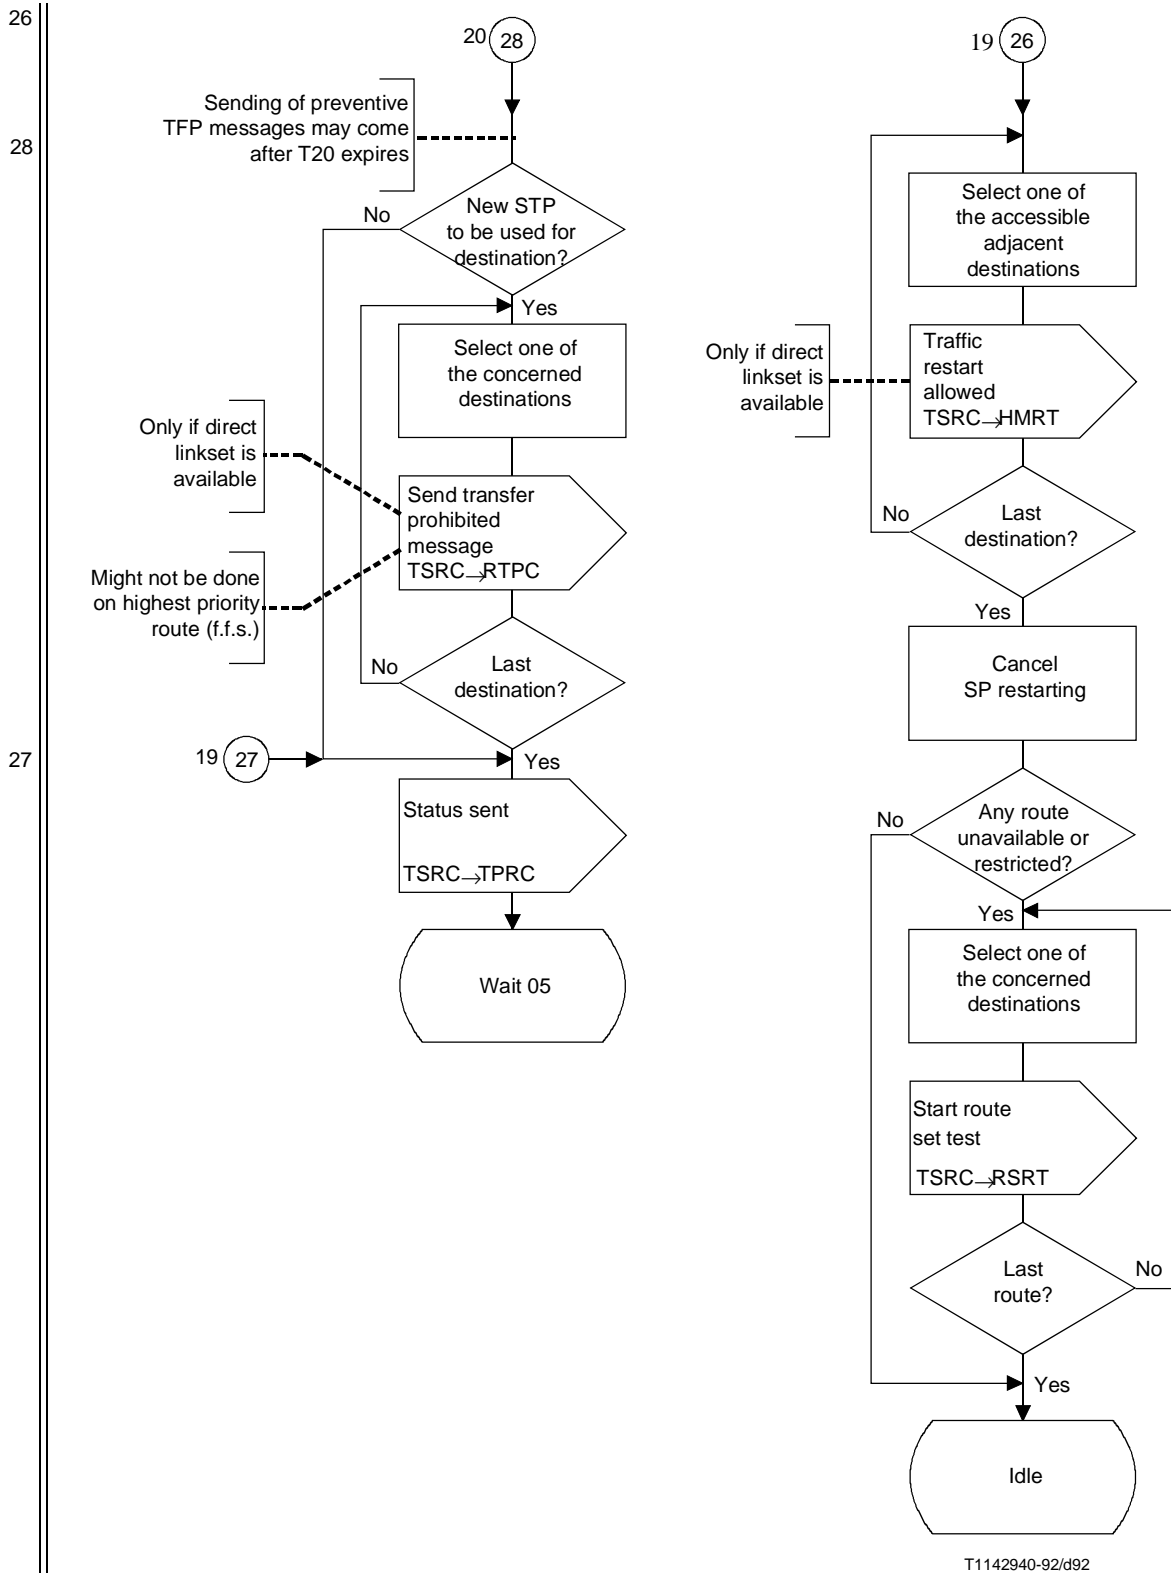 26
28
27
20 28
Sending of preventive
TFP messages may come
after T20 expires
No
New STP
to be used for
destination?
Yes
Select one of
the concerned
destinations
Only if direct
linkset is
available
Send transfer
prohibited
message
TSRC→RTPC
Might not be done
on highest priority
route (f.f.s.)
No
Last
destination?
19 27
Yes
Status sent
TSRC→TPRC
Wait 05
19 26
Select one of
the accessible
adjacent
destinations
Only if direct
linkset is
available
Traffic
restart
allowed
TSRC→HMRT
No
Last
destination?
Yes
Cancel
SP restarting
No
Any route
unavailable or
restricted?
Yes
Select one of
the concerned
destinations
Start route
set test
TSRC→RSRT
Last
route?
No
Yes
Idle
T1142940-92/d92